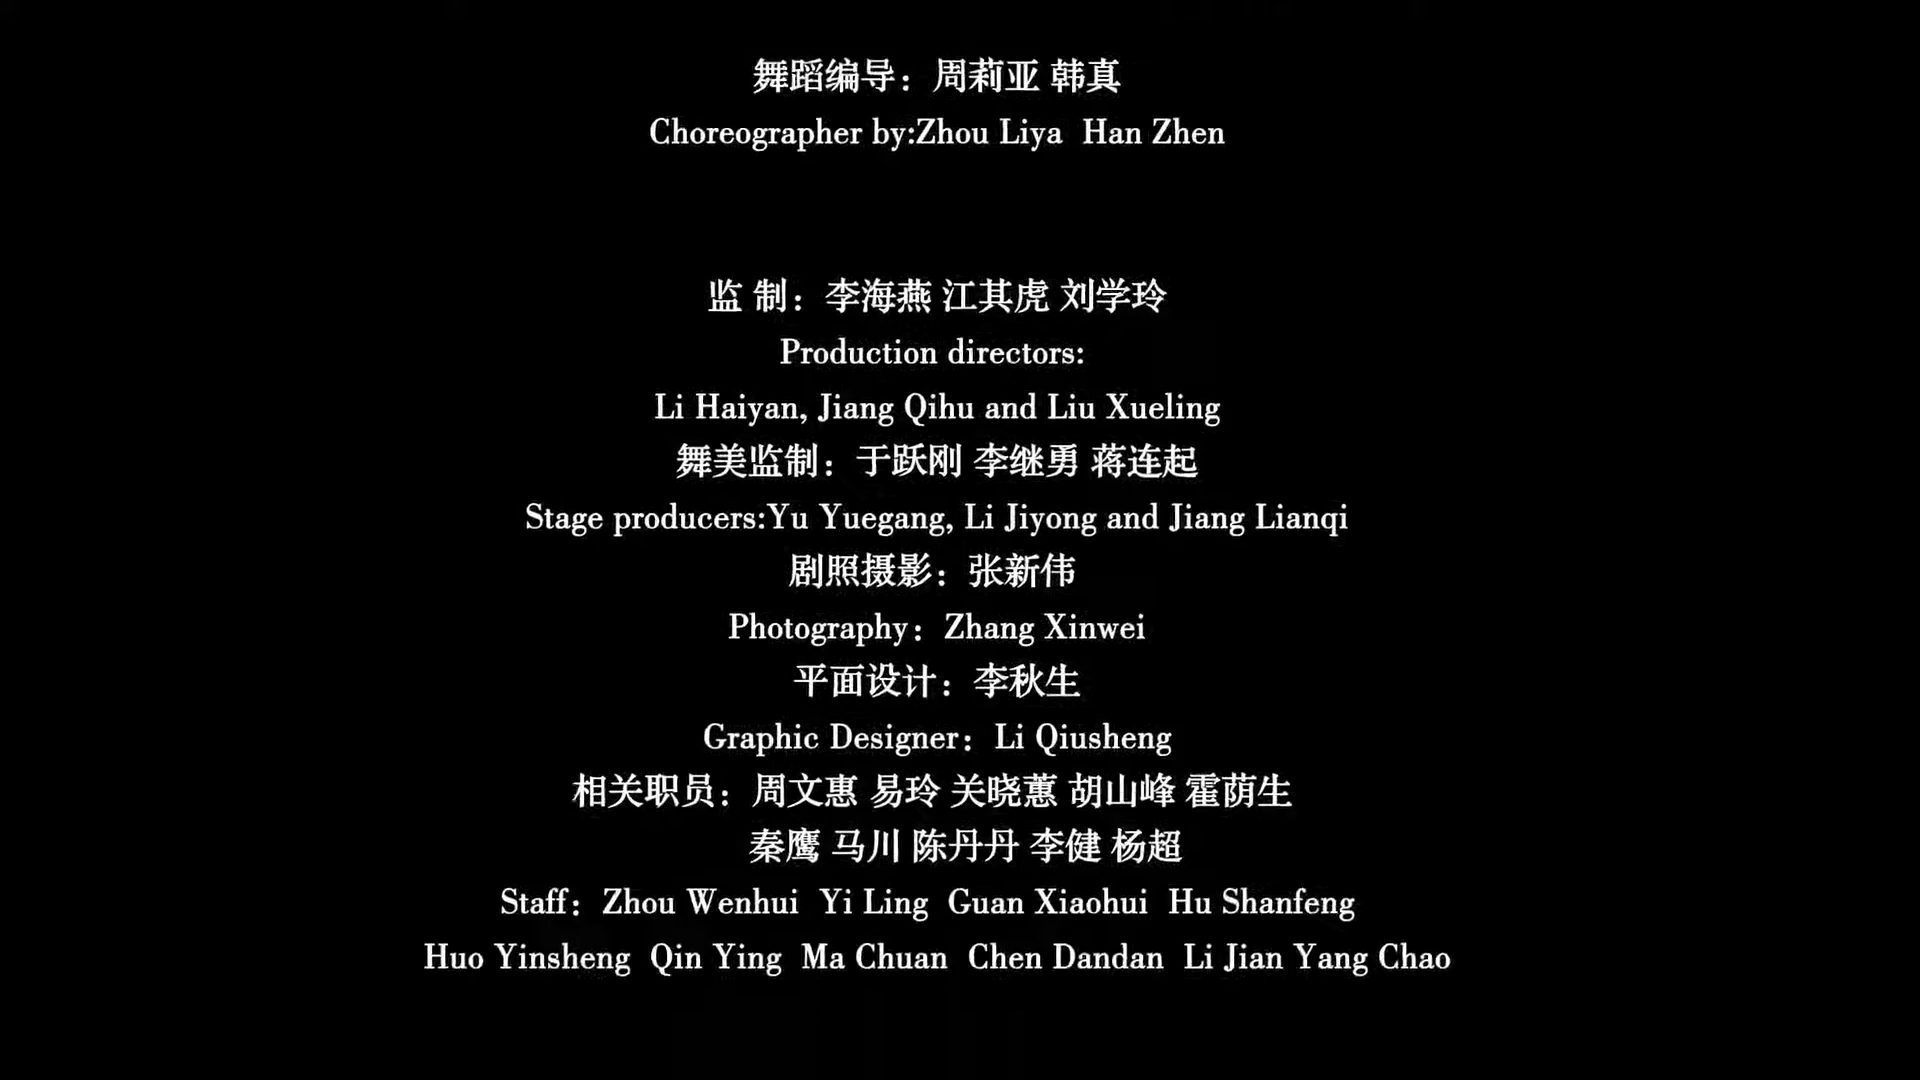 舞蹈编导：周莉亚 韩真
Choreographer by:Zhou Liya  Han Zhen
监 制：李海燕 江其虎 刘学玲
Production directors:
Li Haiyan, Jiang Qihu and Liu Xueling
舞美监制：于跃刚 李继勇 蒋连起
Stage producers:Yu Yuegang, Li Jiyong and Jiang Lianqi
剧照摄影：张新伟
Photography：Zhang Xinwei
平面设计：李秋生
Graphic Designer：Li Qiusheng
相关职员：周文惠 易玲 关晓蕙 胡山峰 霍荫生
秦鹰 马川 陈丹丹 李健 杨超
Staff：Zhou Wenhui  Yi Ling  Guan Xiaohui  Hu Shanfeng
Huo Yinsheng  Qin Ying  Ma Chuan  Chen Dandan  Li Jian Yang Chao